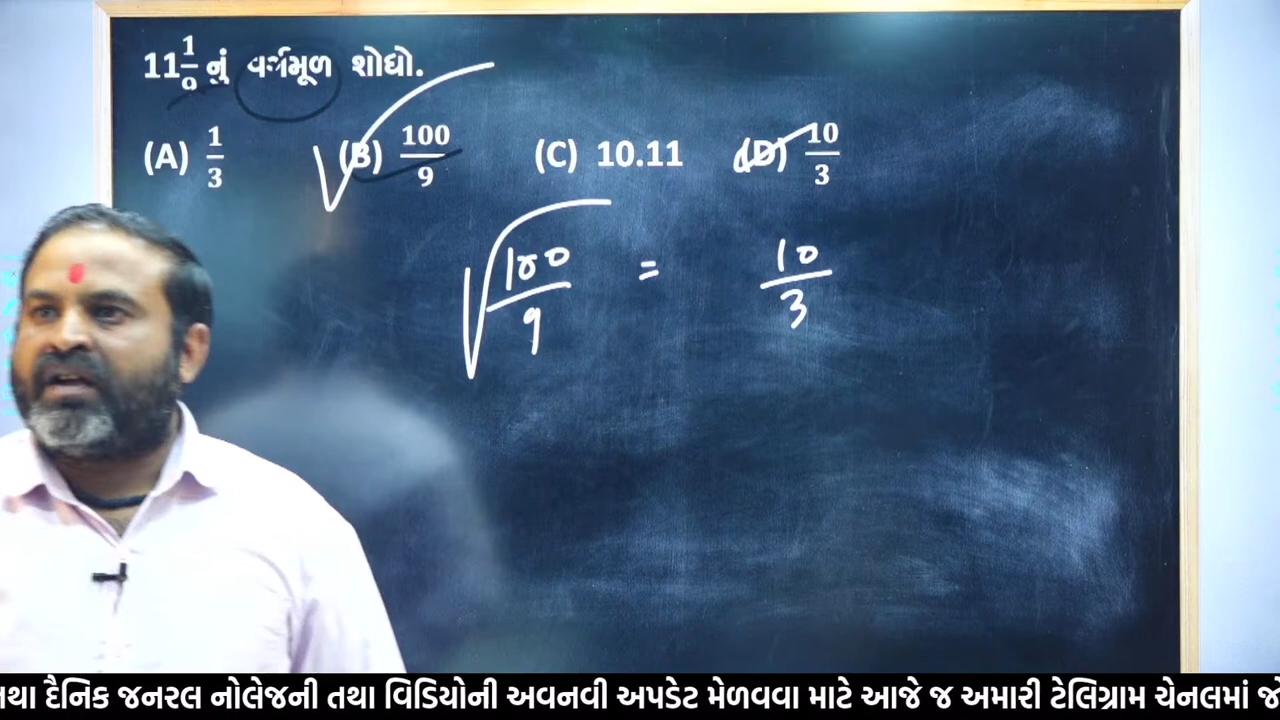 11 1/9 નું વર્ગમૂળ શોધો.
(A) 1/3 (B) 100/9 (C) 10.11 (D) 10/3
√100/9 = 10/3
તથા દૈનિક જનરલ નોલેજની તથા વિડિયોની અવનવી અપડેટ મેળવવા માટે આજે જ અમારી ટેલિગ્રામ ચેનલમાં જો